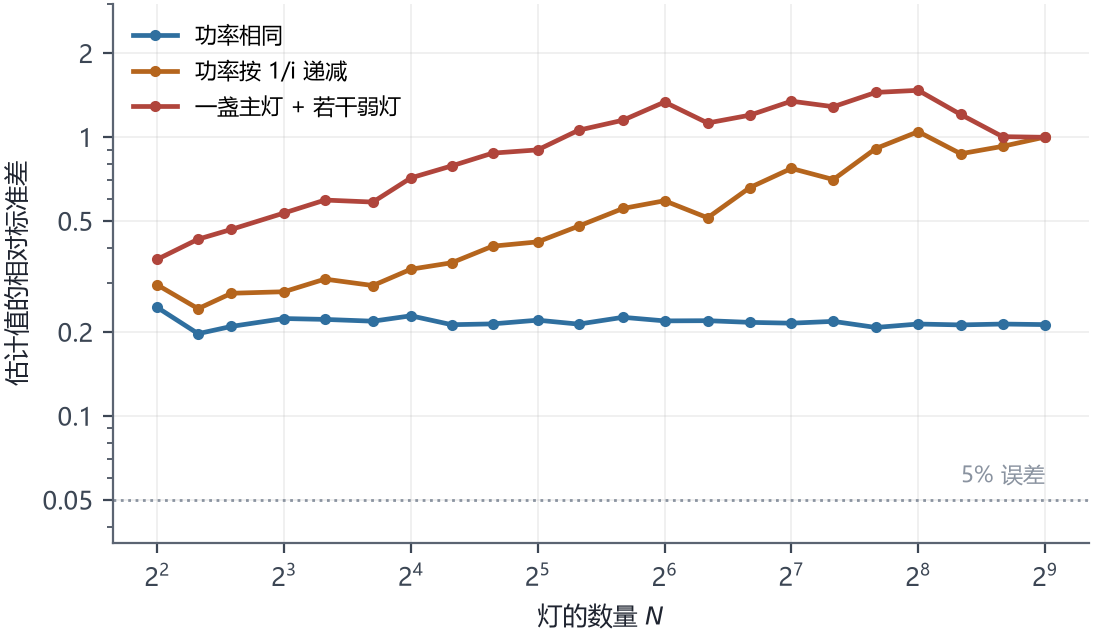 功率相同
功率按 1/i 递减
一盏主灯 + 若干弱灯
估计值的相对标准差
2
1
0.5
0.2
0.1
0.05
5% 误差
2² 2³ 2⁴ 2⁵ 2⁶ 2⁷ 2⁸ 2⁹
灯的数量 N